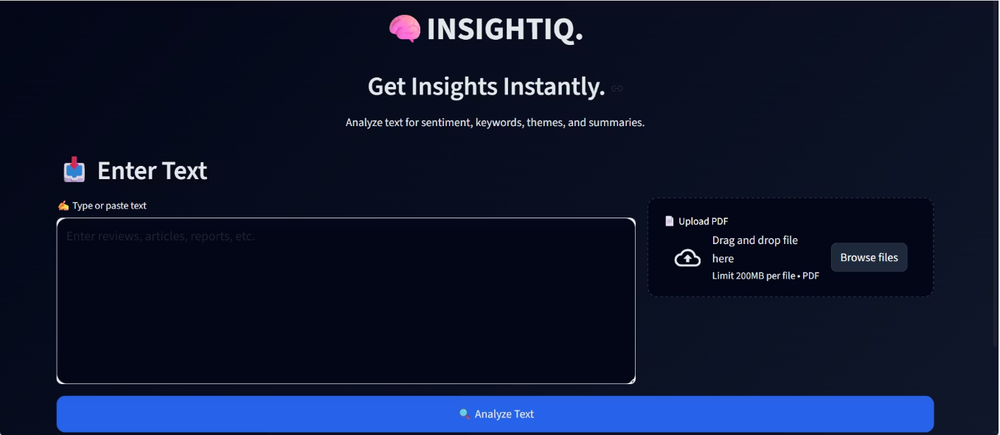 INSIGHTIQ.
Get Insights Instantly.
Analyze text for sentiment, keywords, themes, and summaries.
Enter Text
Type or paste text
Enter reviews, articles, reports, etc.
Upload PDF
Drag and drop file
here
Limit 200MB per file • PDF
Browse files
Analyze Text